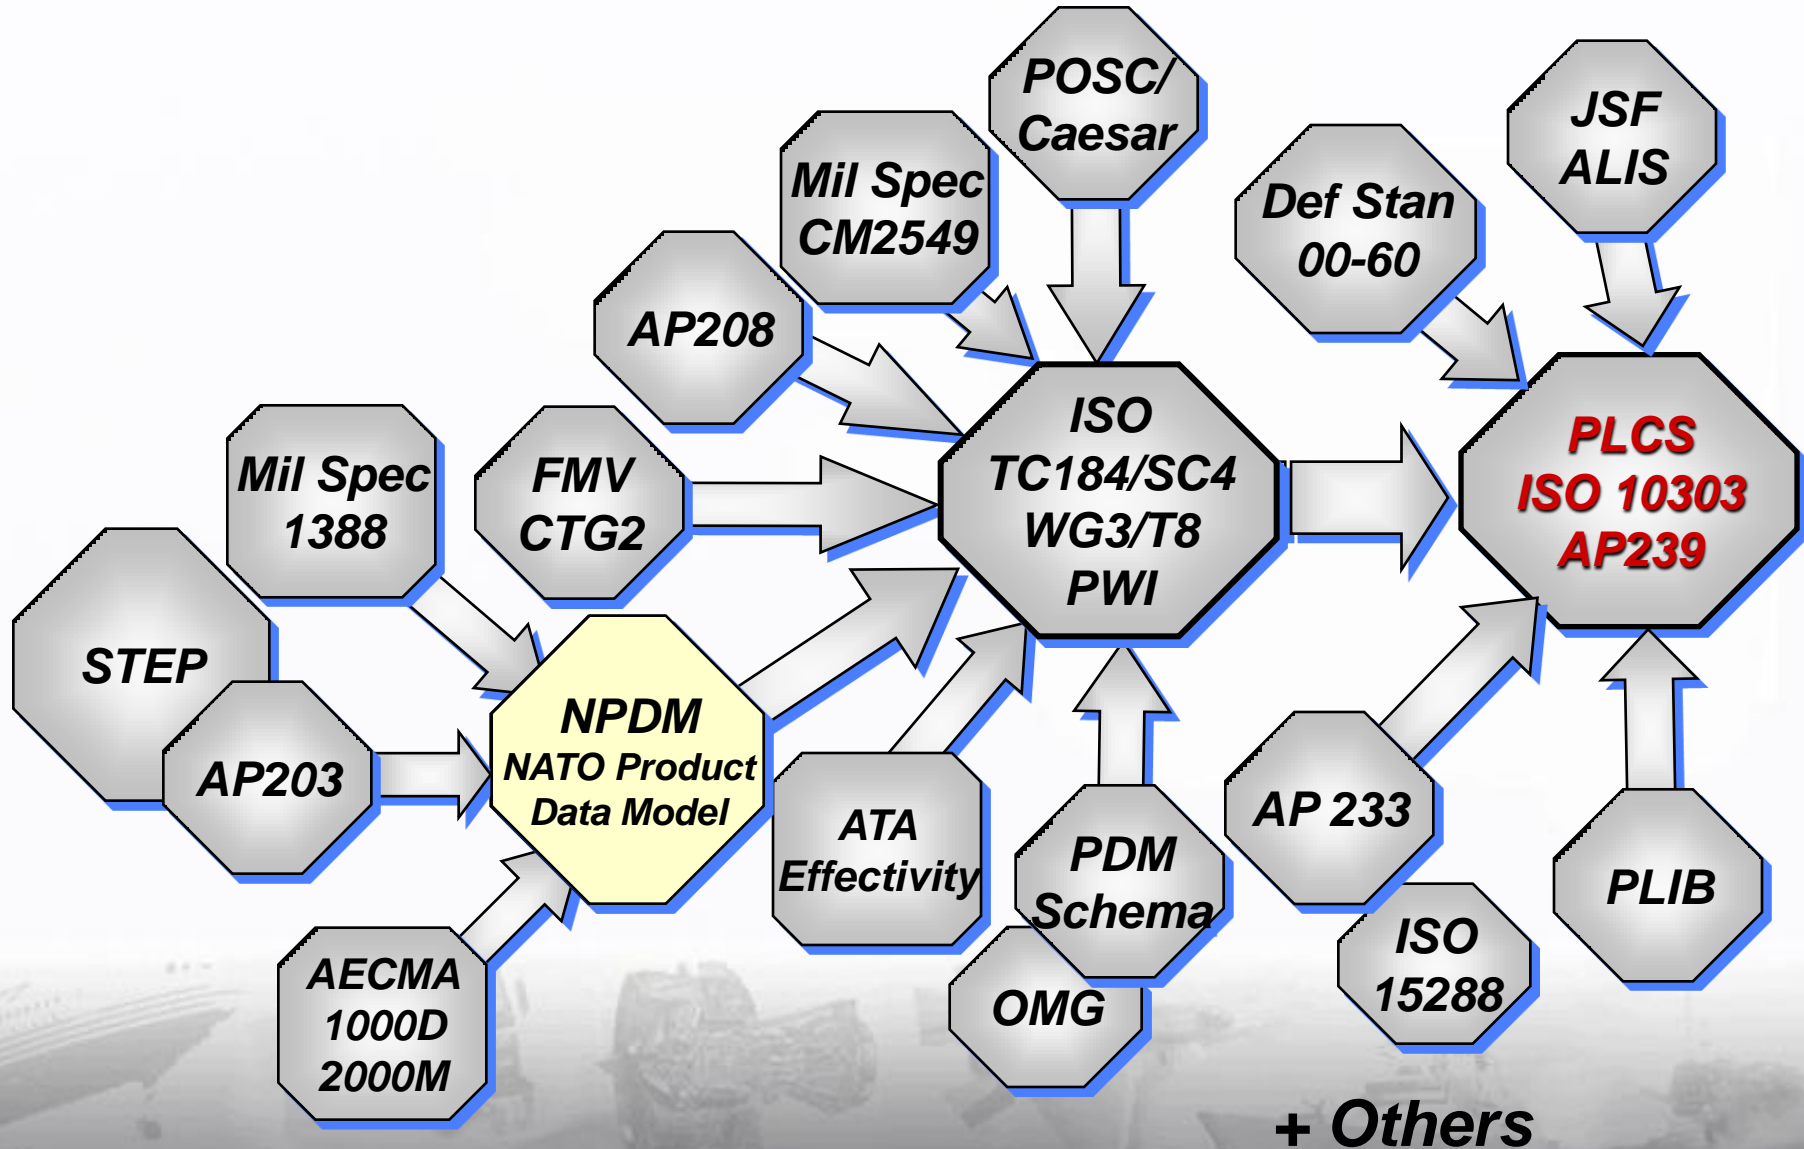 POSC/
Caesar
JSF
ALIS
Mil Spec
CM2549
Def Stan
00-60
AP208
ISO
TC184/SC4
WG3/T8
PWI
PLCS
ISO 10303
AP239
Mil Spec
1388
FMV
CTG2
STEP
AP203
NPDM
NATO Product
Data Model
ATA
Effectivity
PDM
Schema
AP 233
PLIB
AECMA
1000D
2000M
OMG
ISO
15288
+ Others